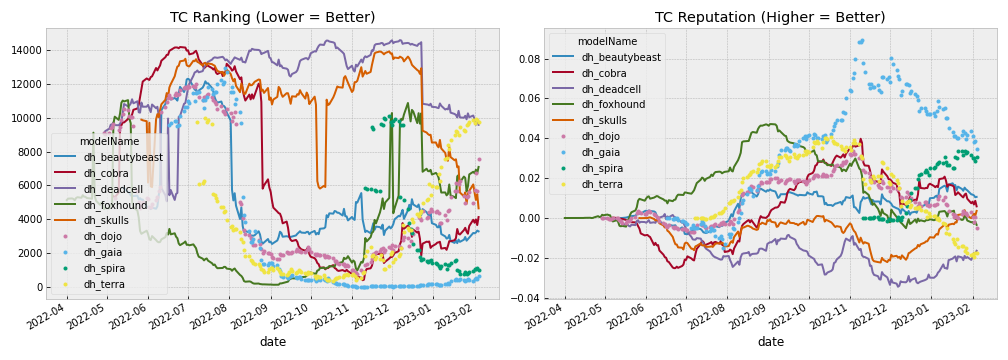 TC Ranking (Lower = Better)
14000
12000
10000
8000
6000
4000
2000
0
modelName
dh_beautybeast
dh_cobra
dh_deadcell
dh_foxhound
dh_skulls
dh_dojo
dh_gaia
dh_spira
dh_terra
2022-04
2022-05
2022-06
2022-07
2022-08
2022-09
2022-10
2022-11
2022-12
2023-01
2023-02
date
TC Reputation (Higher = Better)
0.08
0.06
0.04
0.02
0.00
−0.02
−0.04
modelName
dh_beautybeast
dh_cobra
dh_deadcell
dh_foxhound
dh_skulls
dh_dojo
dh_gaia
dh_spira
dh_terra
2022-04
2022-05
2022-06
2022-07
2022-08
2022-09
2022-10
2022-11
2022-12
2023-01
2023-02
date